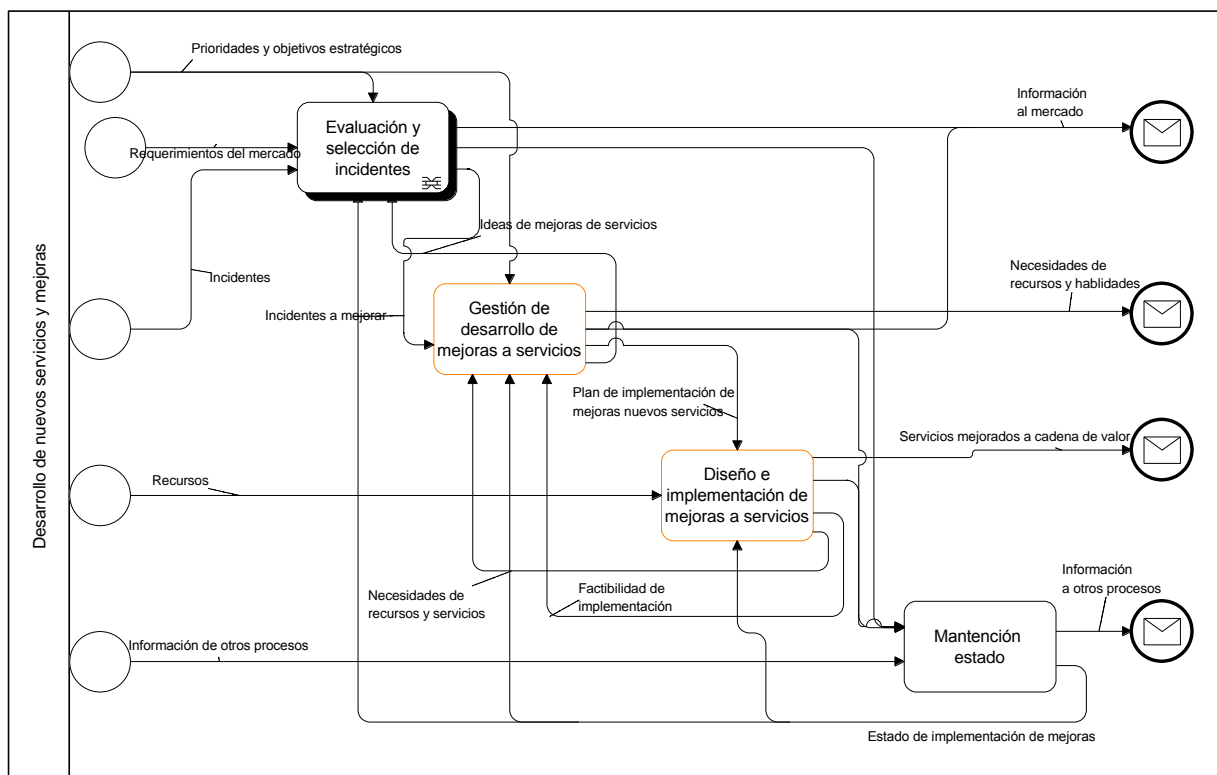 Desarrollo de nuevos servicios y mejoras
Prioridades y objetivos estratégicos
Evaluación y
selección de
incidentes
Requerimientos del mercado
Información
al mercado
Ideas de mejoras de servicios
Incidentes
Incidentes a mejorar
Gestión de
desarrollo de
mejoras a servicios
Necesidades de
recursos y hablidades
Plan de implementación de
mejoras nuevos servicios
Servicios mejorados a cadena de valor
Recursos
Diseño e
implementación de
mejoras a servicios
Necesidades de
recursos y servicios
Factibilidad de
implementación
Información
a otros procesos
Información de otros procesos
Mantención
estado
Estado de implementación de mejoras